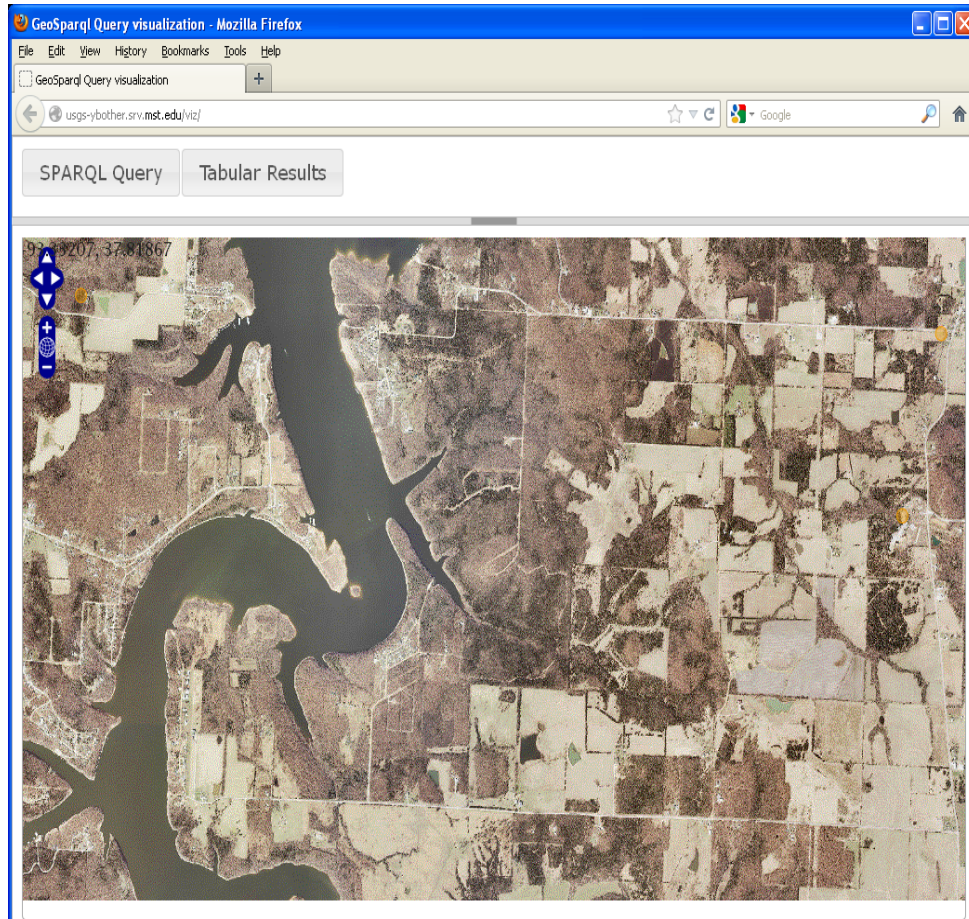 GeoSparql Query visualization - Mozilla Firefox
File Edit View History Bookmarks Tools Help
GeoSparql Query visualization
usgs-ybother.srv.mst.edu/viz/
Google
SPARQL Query
Tabular Results
37.81867